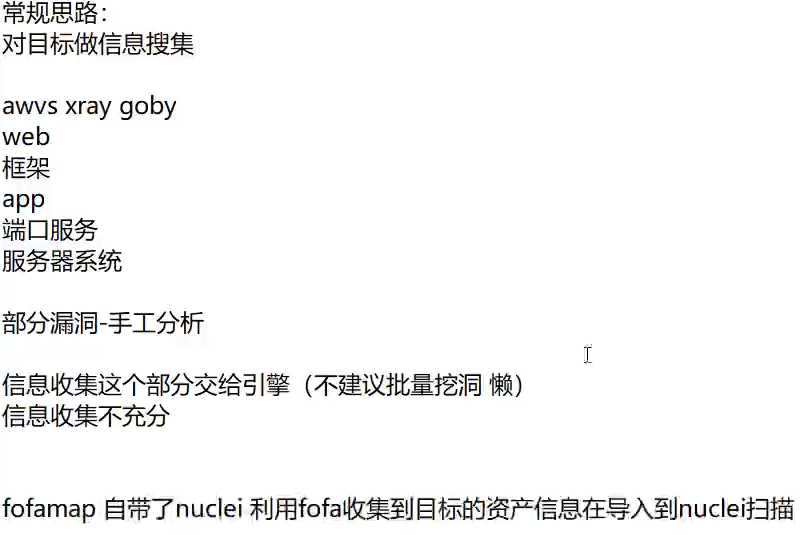 常规思路：
对目标做信息搜集
awvs xray goby
web
框架
app
端口服务
服务器系统
部分漏洞-手工分析
信息收集这个部分交给引擎（不建议批量挖洞 懒）
信息收集不充分
fofamap 自带了nuclei 利用fofa收集到目标的资产信息在导入到nuclei扫描